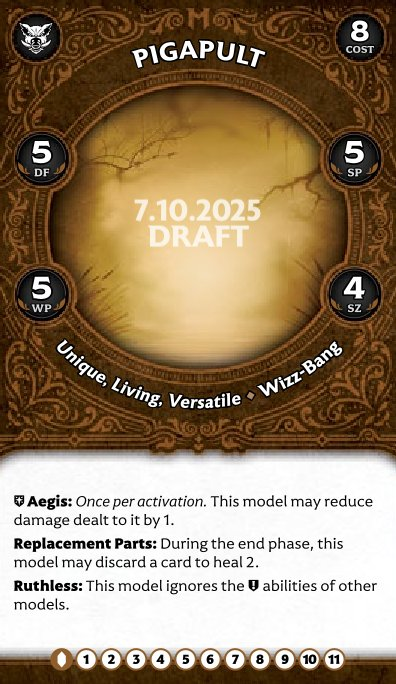 PIGAPULT
8
COST
5
DF
5
SP
7.10.2025
DRAFT
5
WP
4
SZ
Unique, Living, Versatile ♦ Wizz-Bang
Aegis: Once per activation. This model may reduce
damage dealt to it by 1.
Replacement Parts: During the end phase, this
model may discard a card to heal 2.
Ruthless: This model ignores the abilities of other
models.
1 2 3 4 5 6 7 8 9 10 11